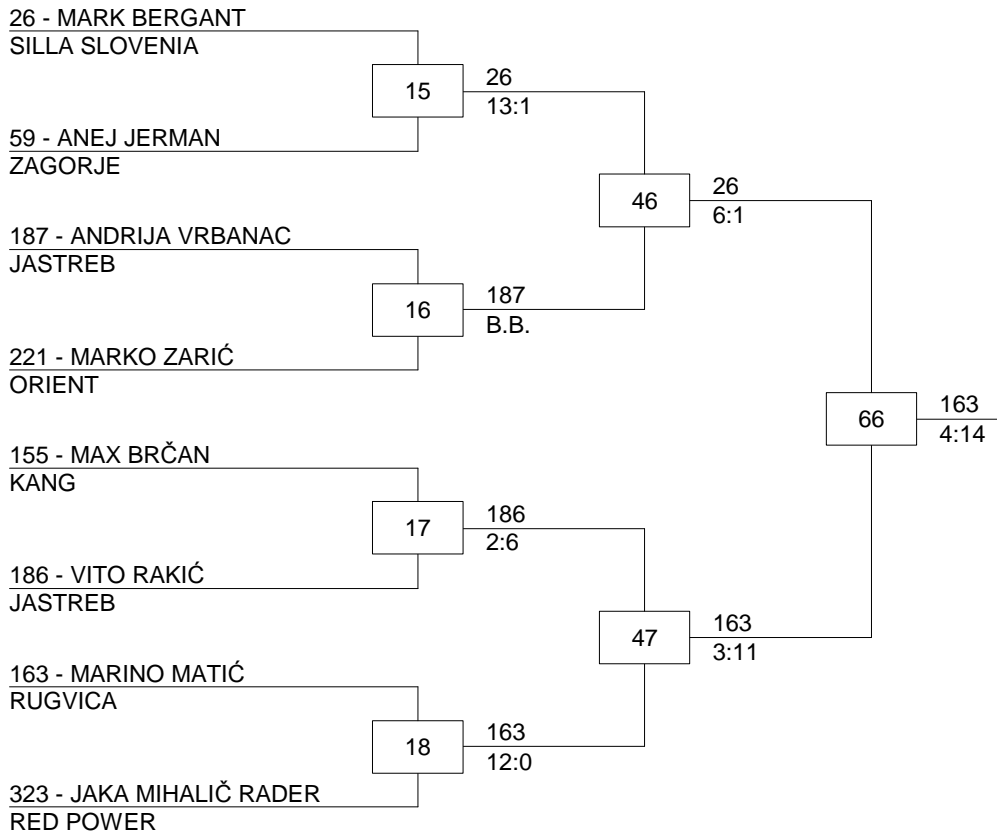 26 - MARK BERGANT
SILLA SLOVENIA
15
26
13:1
59 - ANEJ JERMAN
ZAGORJE
46
26
6:1
187 - ANDRIJA VRBANAC
JASTREB
16
187
B.B.
221 - MARKO ZARIĆ
ORIENT
66
163
4:14
155 - MAX BRČAN
KANG
17
186
2:6
186 - VITO RAKIĆ
JASTREB
47
163
3:11
163 - MARINO MATIĆ
RUGVICA
18
163
12:0
323 - JAKA MIHALIČ RADER
RED POWER